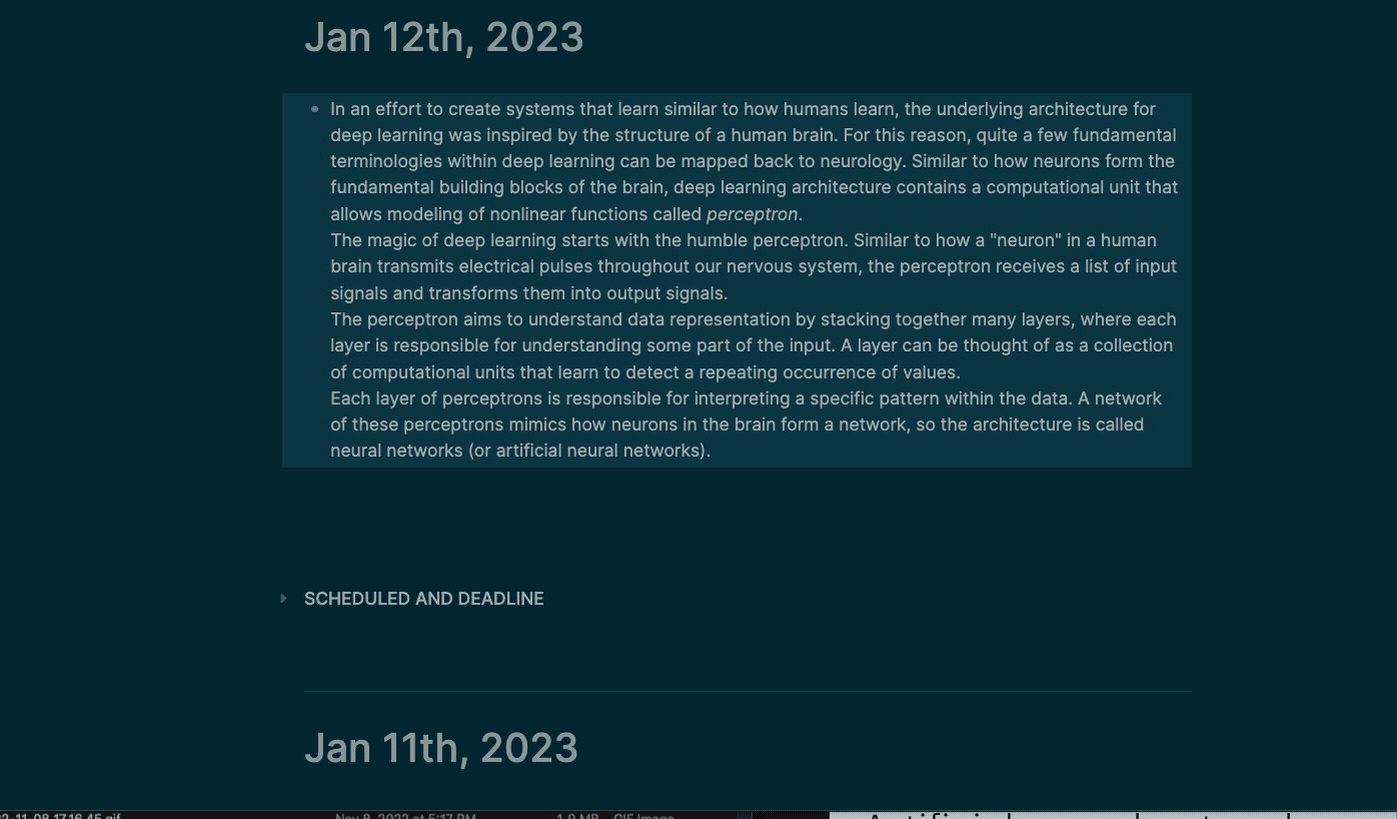 Jan 12th, 2023
In an effort to create systems that learn similar to how humans learn, the underlying architecture for
deep learning was inspired by the structure of a human brain. For this reason, quite a few fundamental
terminologies within deep learning can be mapped back to neurology. Similar to how neurons form the
fundamental building blocks of the brain, deep learning architecture contains a computational unit that
allows modeling of nonlinear functions called perceptron.
The magic of deep learning starts with the humble perceptron. Similar to how a "neuron" in a human
brain transmits electrical pulses throughout our nervous system, the perceptron receives a list of input
signals and transforms them into output signals.
The perceptron aims to understand data representation by stacking together many layers, where each
layer is responsible for understanding some part of the input. A layer can be thought of as a collection
of computational units that learn to detect a repeating occurrence of values.
Each layer of perceptrons is responsible for interpreting a specific pattern within the data. A network
of these perceptrons mimics how neurons in the brain form a network, so the architecture is called
neural networks (or artificial neural networks).
SCHEDULED AND DEADLINE
Jan 11th, 2023
Nov 8, 2022 at 5:17 PM 1.9 MB GIF Image